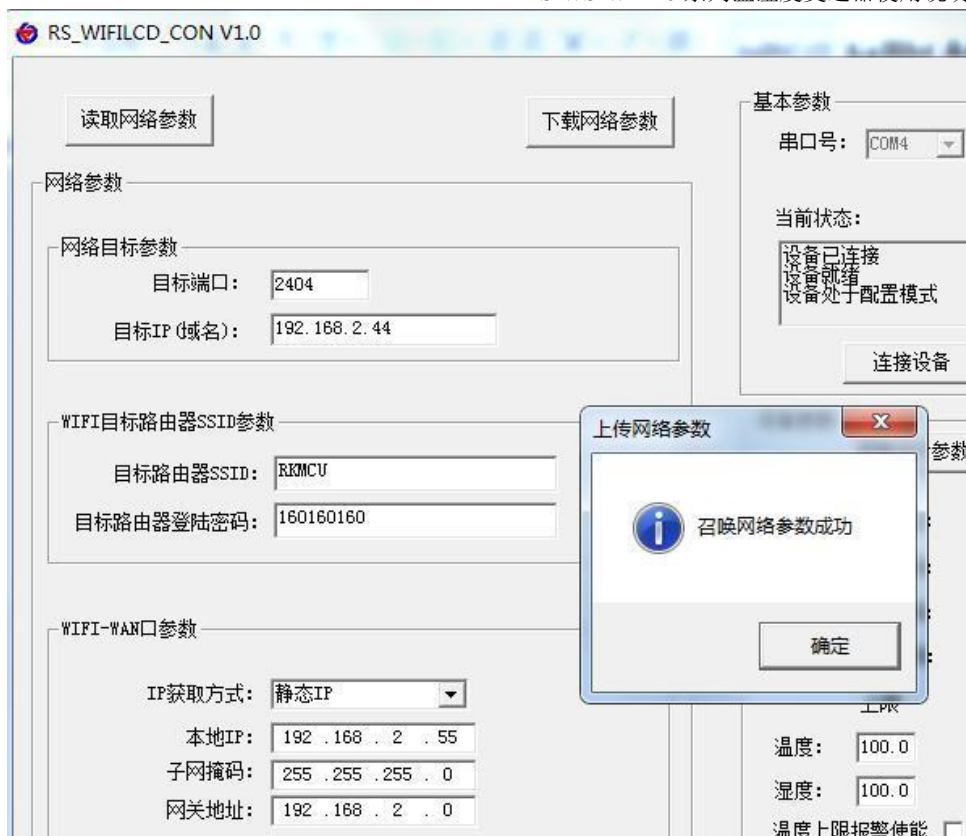 RS_WIFILCD_CON V1.0
读取网络参数
下载网络参数
网络参数
网络目标参数
目标端口: 2404
目标IP(域名): 192.168.2.44
WIFI目标路由器SSID参数
目标路由器SSID: RKMCU
目标路由器登陆密码: 160160160
WIFI-WAN口参数
IP获取方式: 静态IP
本地IP: 192 .168 . 2 . 55
子网掩码: 255 .255 .255 . 0
网关地址: 192 .168 . 2 . 0
基本参数
串口号: COM4
当前状态:
设备已连接
设备就绪
设备处于配置模式
连接设备
参数
上传网络参数
召唤网络参数成功
确定
上限
温度: 100.0
湿度: 100.0
温度上限报警使能